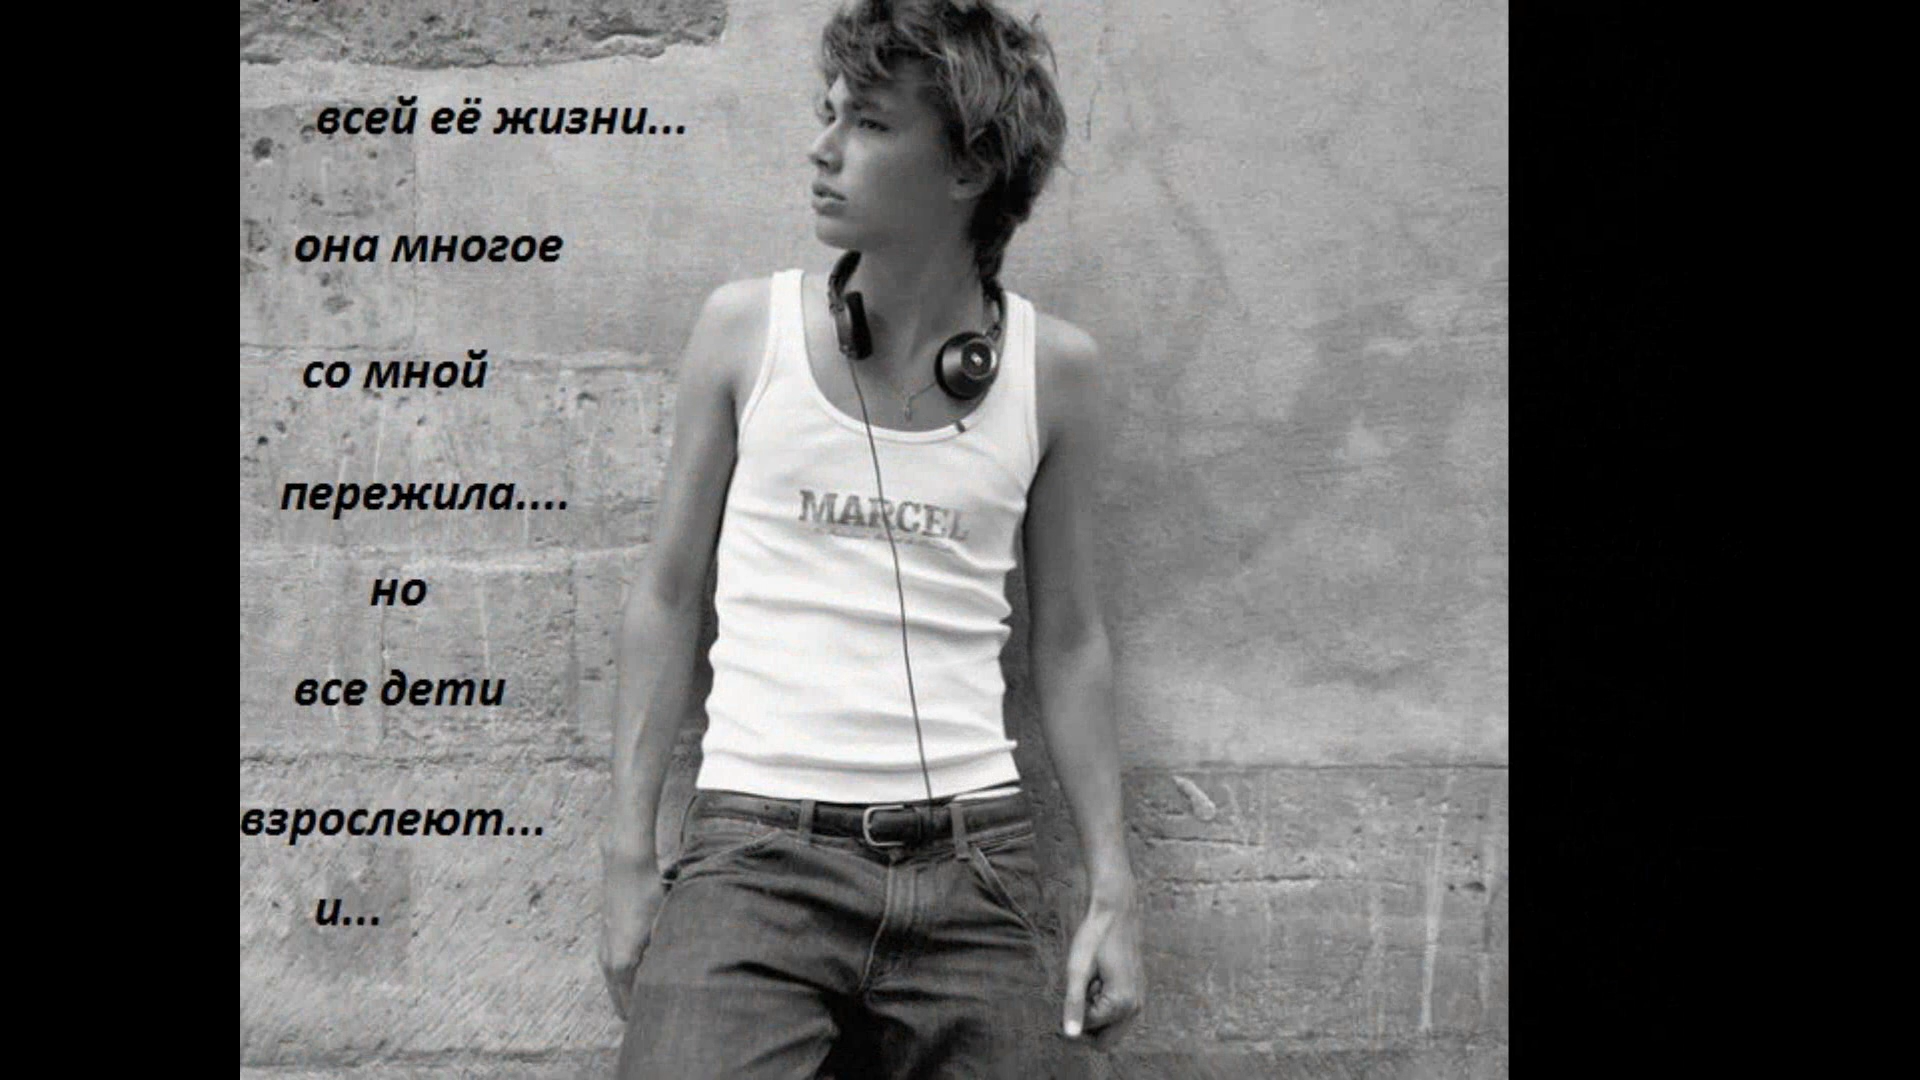 всей её жизни...
она многое
со мной
пережила....
но
все дети
взрослеют...
и...
MARCEL